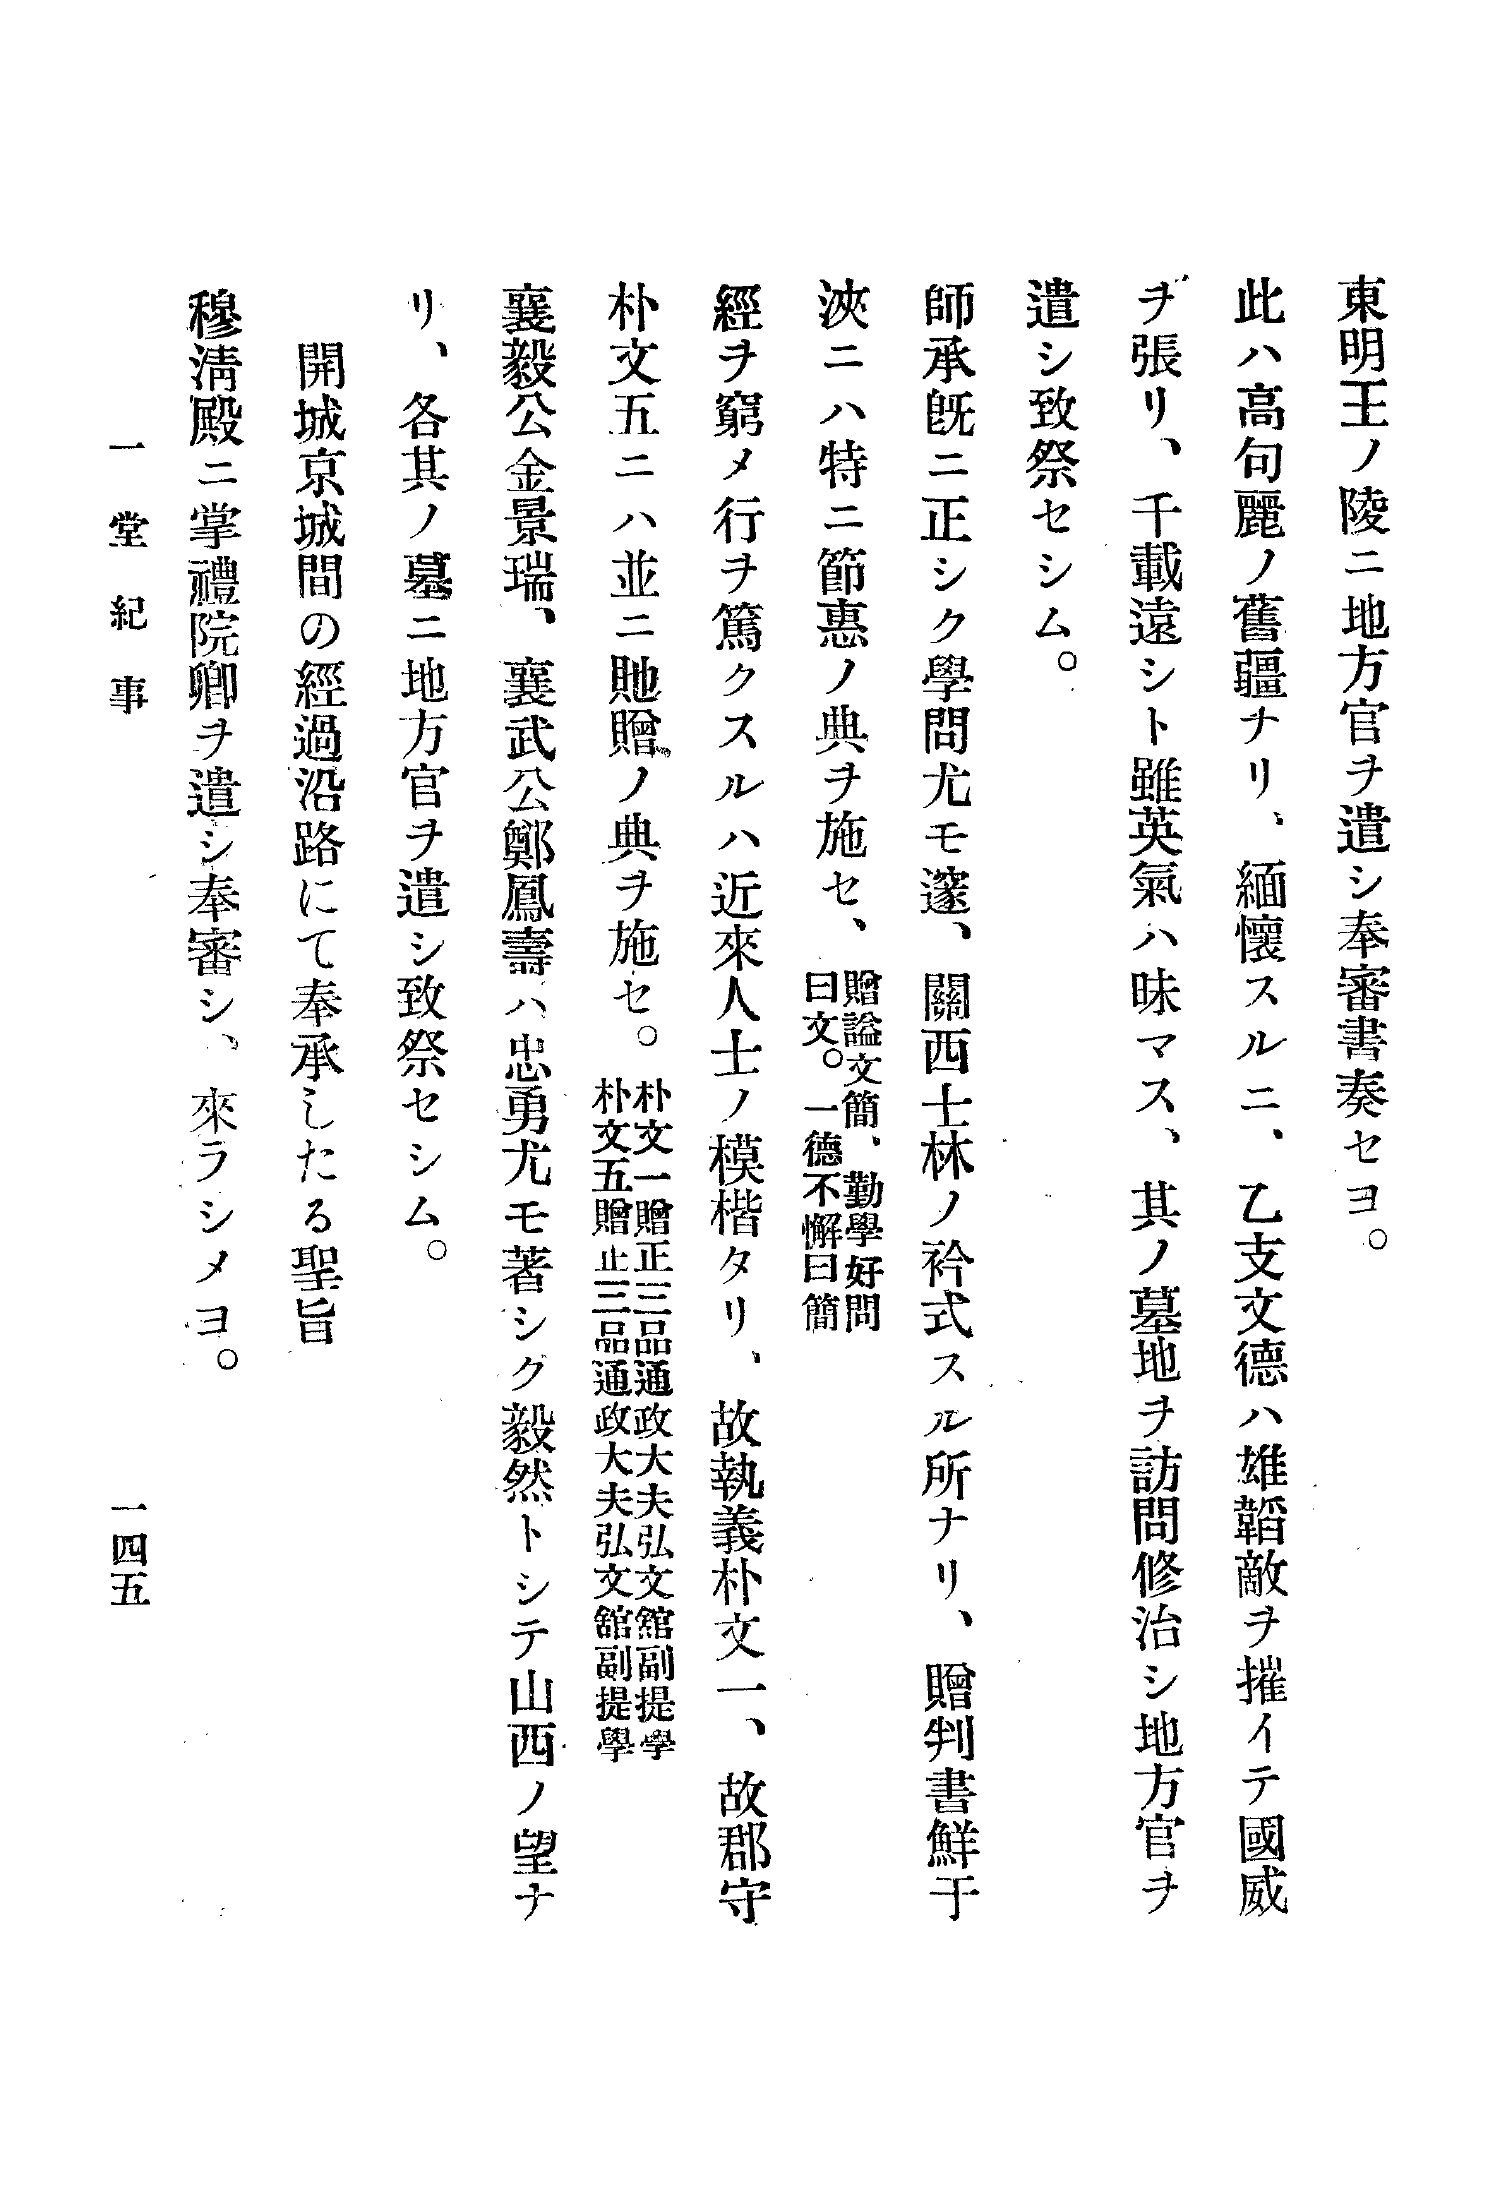 東明王ノ陵ニ地方官ヲ遣シ奉審書奏セヨ。
此ハ高句麗ノ舊疆ナリ、緬懷スルニ、乙支文德ハ雄韜敵ヲ摧イテ國威
ヲ張リ、千載遠シト雖英氣ハ昧マス、其ノ墓地ヲ訪問修治シ地方官ヲ
遣シ致祭セシム。
師承旣ニ正シク學問尤モ邃、關西士林ノ衿式スル所ナリ、贈判書鮮于
浹ニハ特ニ節惠ノ典ヲ施セ、
贈謚文簡、勤學好問
曰文。一德不懈曰簡
經ヲ窮メ行ヲ篤クスルハ近來人士ノ模楷タリ、故執義朴文一、故郡守
朴文五ニハ並ニ貤贈ノ典ヲ施セ。
朴文一贈正三品通政大夫弘文舘副提學
朴文五贈正三品通政大夫弘文舘副提學
襄毅公金景瑞、襄武公鄭鳳壽ハ忠勇尤モ著シク毅然トシテ山西ノ望ナ
リ、各其ノ墓ニ地方官ヲ遣シ致祭セシム。
開城京城間の經過沿路にて奉承したる聖旨
穆淸殿ニ掌禮院卿ヲ遣シ奉審シ、來ラシメヨ。
一堂紀事
一四五